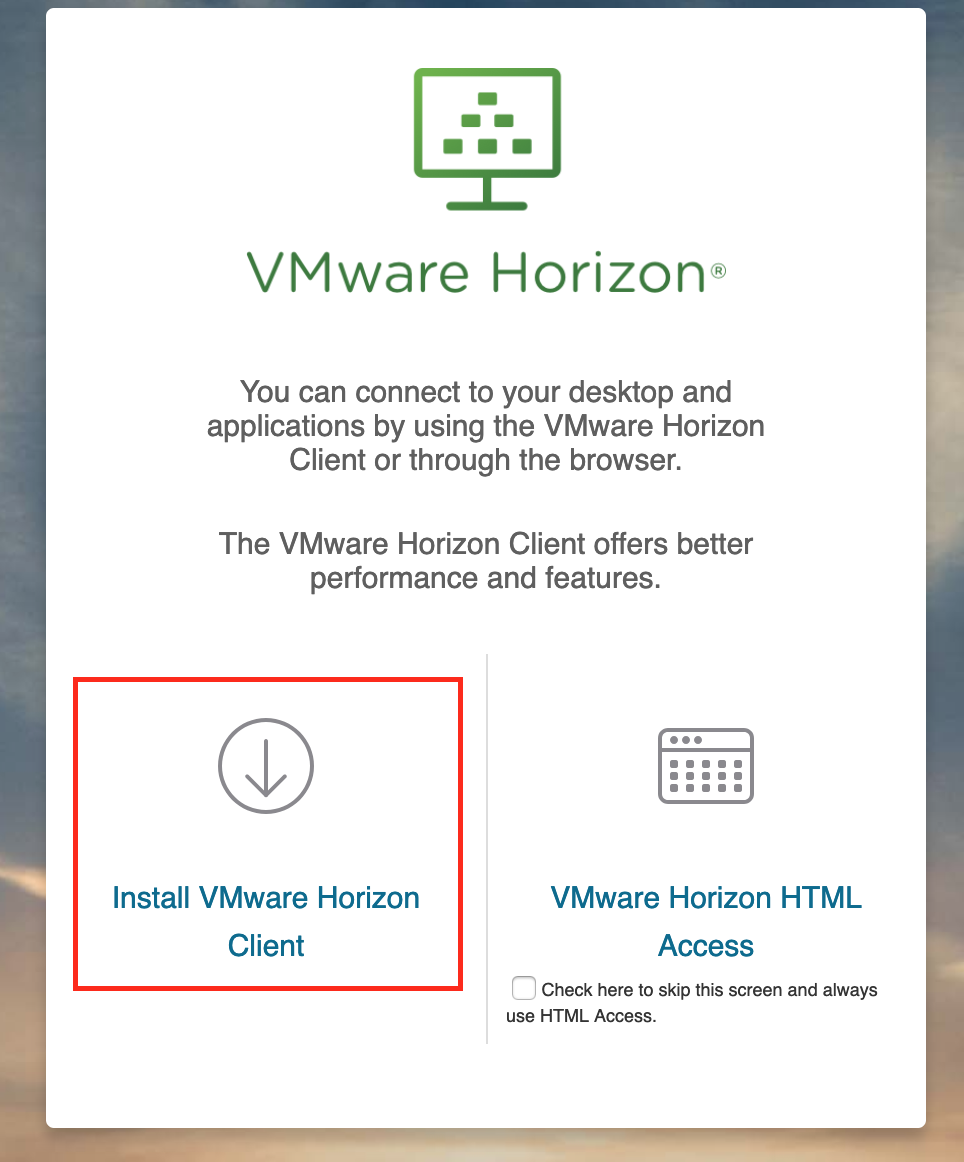 VMware Horizon®
You can connect to your desktop and
applications by using the VMware Horizon
Client or through the browser.
The VMware Horizon Client offers better
performance and features.
Install VMware Horizon
Client
VMware Horizon HTML
Access
Check here to skip this screen and always
use HTML Access.